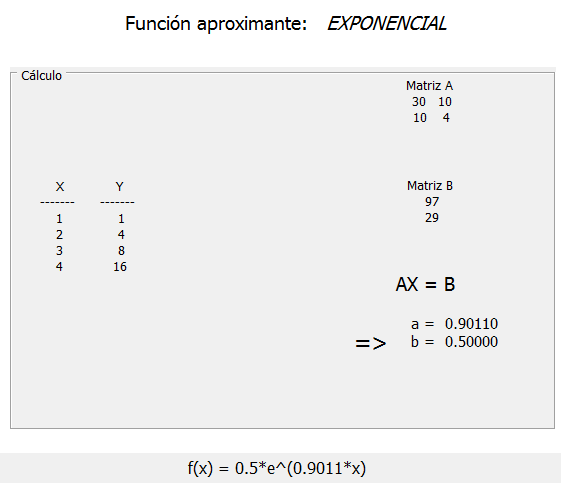 Función aproximante: EXPONENCIAL
Cálculo
Matriz A
30 10
10 4
X Y
------- -------
1 1
2 4
3 8
4 16
Matriz B
97
29
AX = B
=> a = 0.90110
b = 0.50000
f(x) = 0.5*e^(0.9011*x)